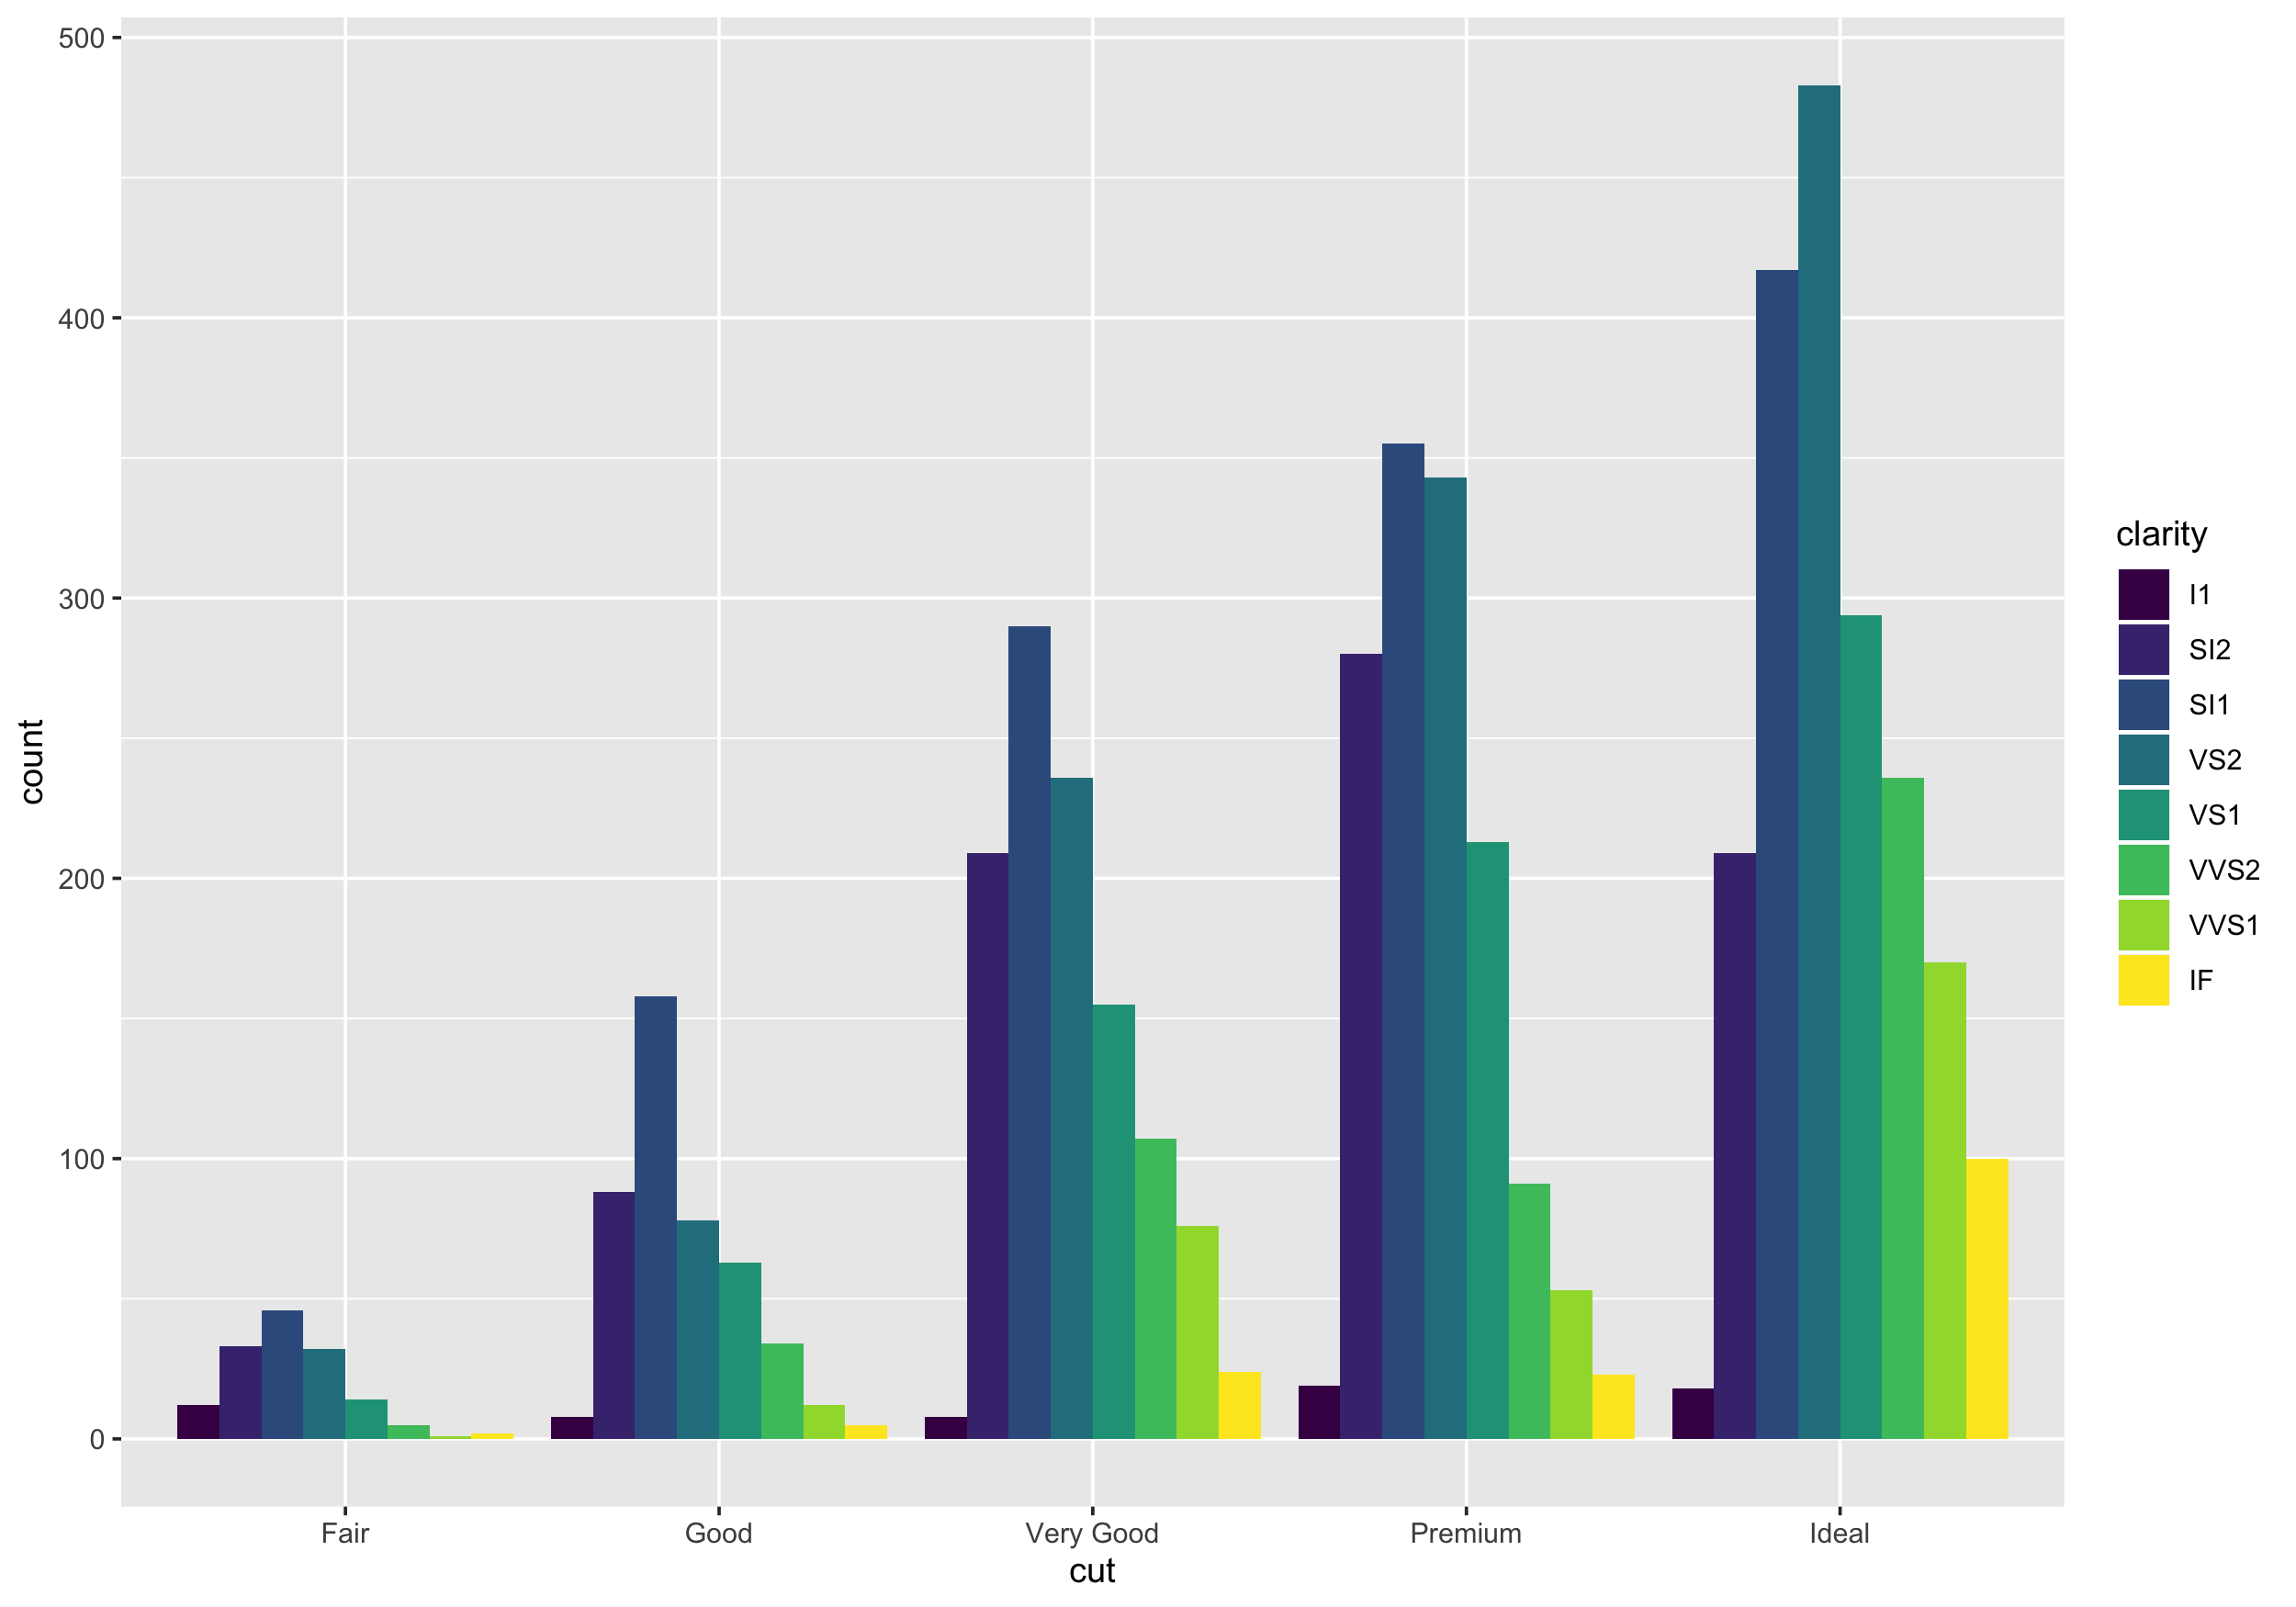 500
400
300
200
100
0
count
Fair
Good
Very Good
Premium
Ideal
cut
clarity
I1
SI2
SI1
VS2
VS1
VVS2
VVS1
IF